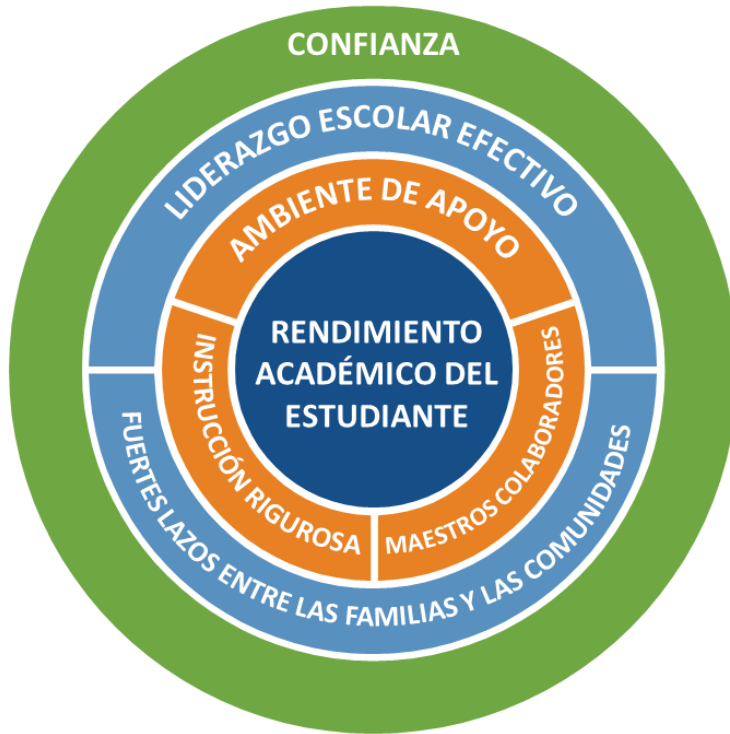 CONFIANZA
LIDERAZGO ESCOLAR EFECTIVO
AMBIENTE DE APOYO
RENDIMIENTO
ACADÉMICO DEL
ESTUDIANTE
INSTRUCCIÓN RIGUROSA
MAESTROS COLABORADORES
FUERTES LAZOS ENTRE LAS FAMILIAS Y LAS COMUNIDADES